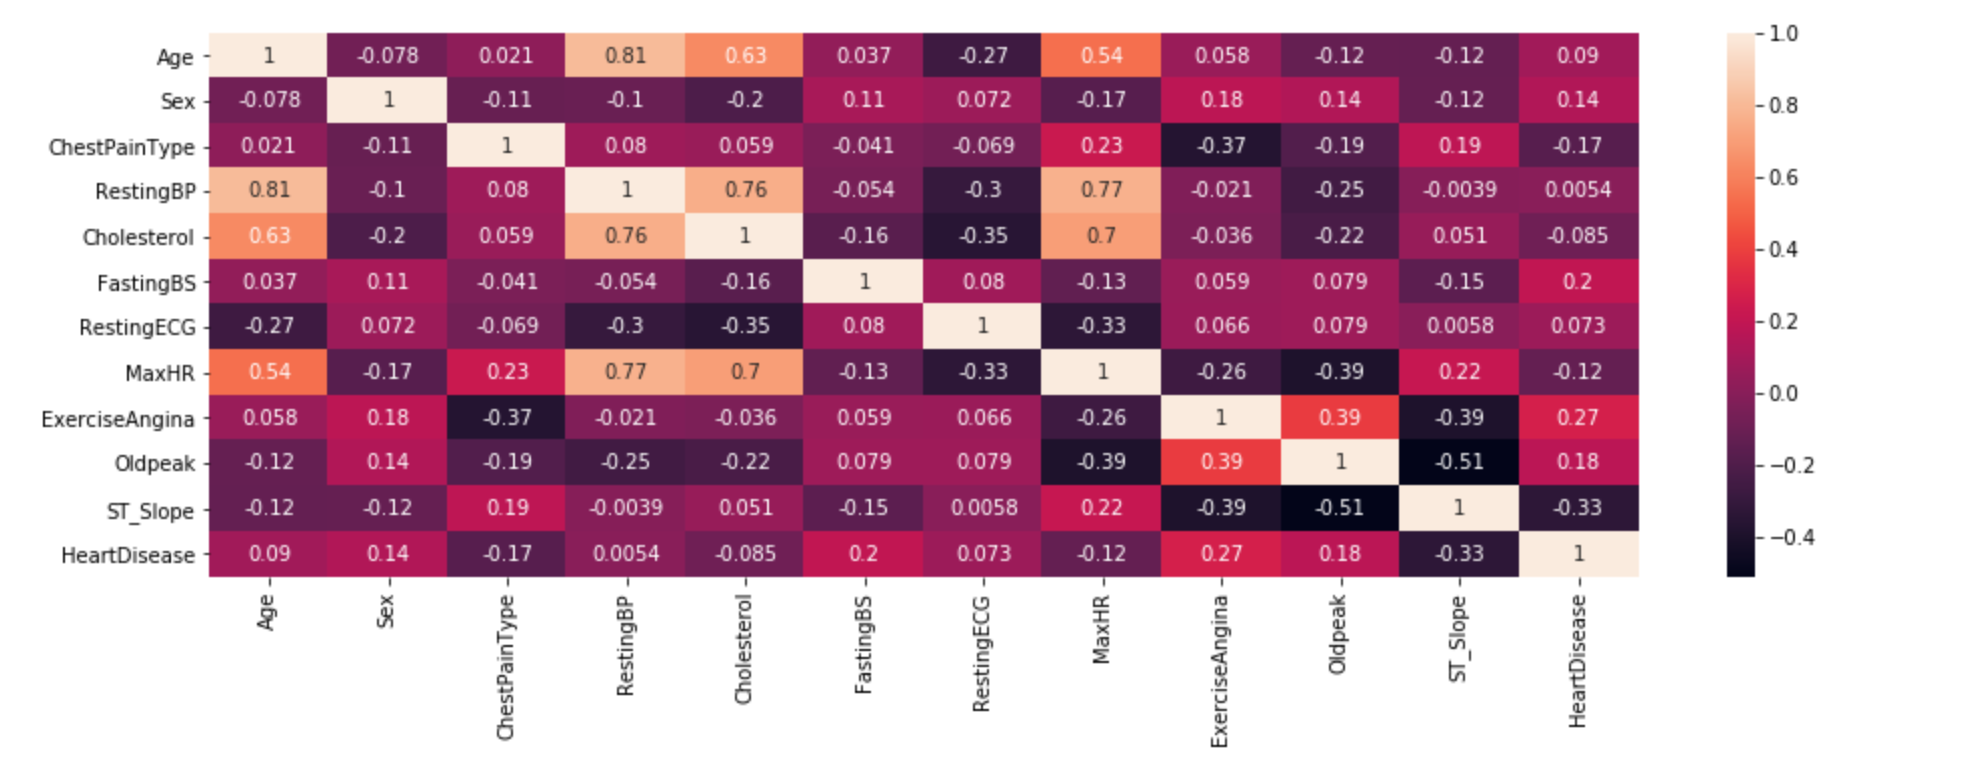 Age 1 -0.078 0.021 0.81 0.63 0.037 -0.27 0.54 0.058 -0.12 -0.12 0.09
Sex -0.078 1 -0.11 -0.1 -0.2 0.11 0.072 -0.17 0.18 0.14 -0.12 0.14
ChestPainType 0.021 -0.11 1 0.08 0.059 -0.041 -0.069 0.23 -0.37 -0.19 0.19 -0.17
RestingBP 0.81 -0.1 0.08 1 0.76 -0.054 -0.3 0.77 -0.021 -0.25 -0.0039 0.0054
Cholesterol 0.63 -0.2 0.059 0.76 1 -0.16 -0.35 0.7 -0.036 -0.22 0.051 -0.085
FastingBS 0.037 0.11 -0.041 -0.054 -0.16 1 0.08 -0.13 0.059 0.079 -0.15 0.2
RestingECG -0.27 0.072 -0.069 -0.3 -0.35 0.08 1 -0.33 0.066 0.079 0.0058 0.073
MaxHR 0.54 -0.17 0.23 0.77 0.7 -0.13 -0.33 1 -0.26 -0.39 0.22 -0.12
ExerciseAngina 0.058 0.18 -0.37 -0.021 -0.036 0.059 0.066 -0.26 1 0.39 -0.39 0.27
Oldpeak -0.12 0.14 -0.19 -0.25 -0.22 0.079 0.079 -0.39 0.39 1 -0.51 0.18
ST_Slope -0.12 -0.12 0.19 -0.0039 0.051 -0.15 0.0058 0.22 -0.39 -0.51 1 -0.33
HeartDisease 0.09 0.14 -0.17 0.0054 -0.085 0.2 0.073 -0.12 0.27 0.18 -0.33 1
Age
Sex
ChestPainType
RestingBP
Cholesterol
FastingBS
RestingECG
MaxHR
ExerciseAngina
Oldpeak
ST_Slope
HeartDisease
1.0
0.8
0.6
0.4
0.2
0.0
−0.2
−0.4